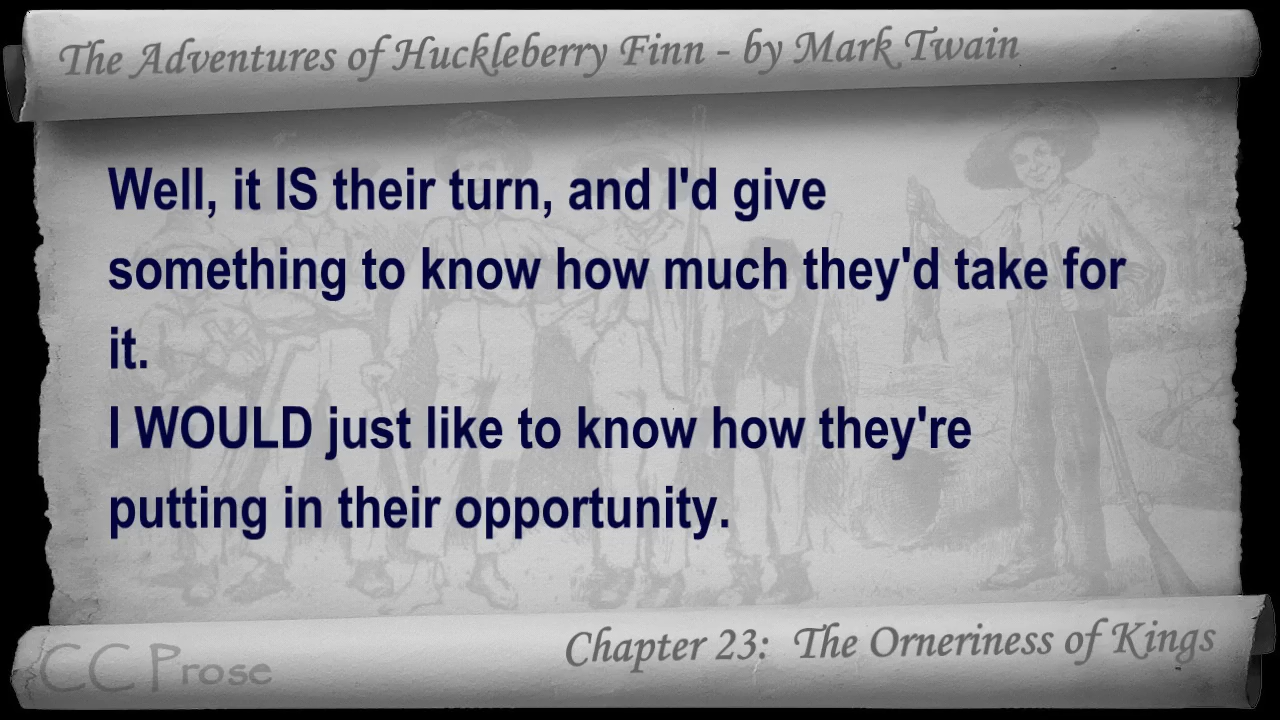 The Adventures of Huckleberry Finn - by Mark Twain
Well, it IS their turn, and I'd give
something to know how much they'd take for
it.
I WOULD just like to know how they're
putting in their opportunity.
Chapter 23: The Orneriness of Kings
CC Prose